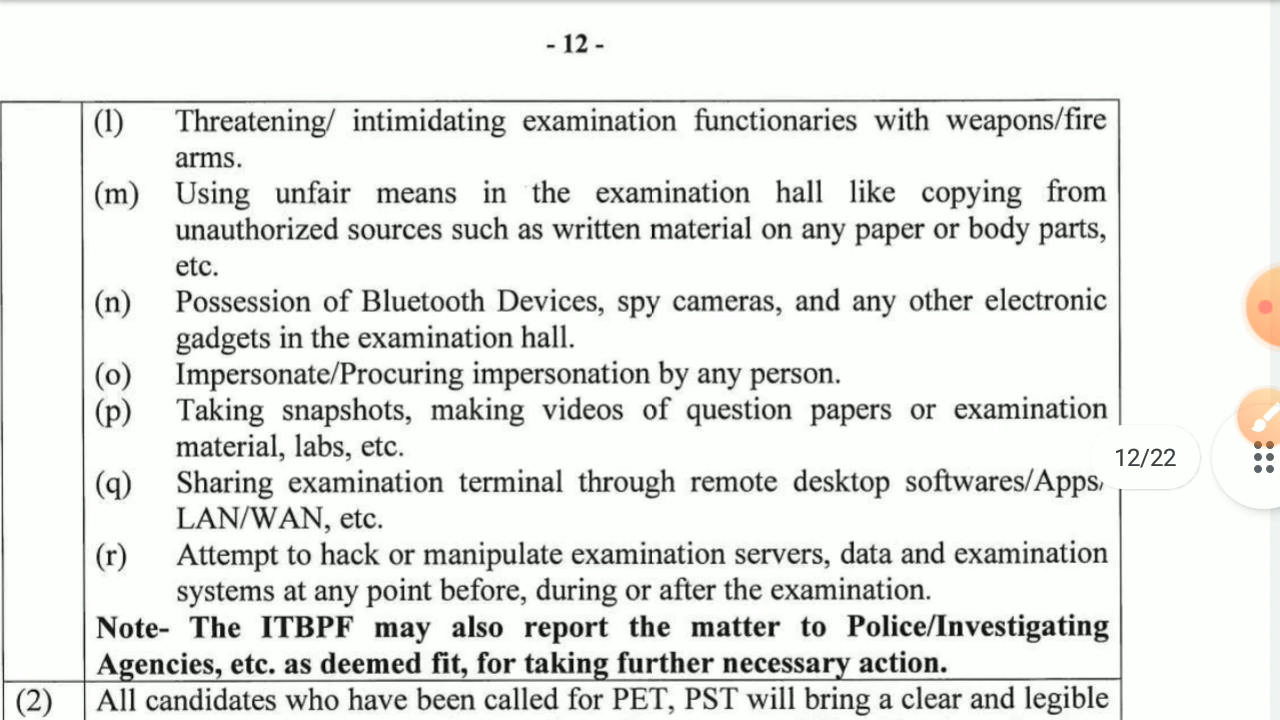 - 12 -
(l) Threatening/ intimidating examination functionaries with weapons/fire
arms.
(m) Using unfair means in the examination hall like copying from
unauthorized sources such as written material on any paper or body parts,
etc.
(n) Possession of Bluetooth Devices, spy cameras, and any other electronic
gadgets in the examination hall.
(o) Impersonate/Procuring impersonation by any person.
(p) Taking snapshots, making videos of question papers or examination
material, labs, etc.
12/22
(q) Sharing examination terminal through remote desktop softwares/Apps/
LAN/WAN, etc.
(r) Attempt to hack or manipulate examination servers, data and examination
systems at any point before, during or after the examination.
Note- The ITBPF may also report the matter to Police/Investigating
Agencies, etc. as deemed fit, for taking further necessary action.
(2) All candidates who have been called for PET, PST will bring a clear and legible